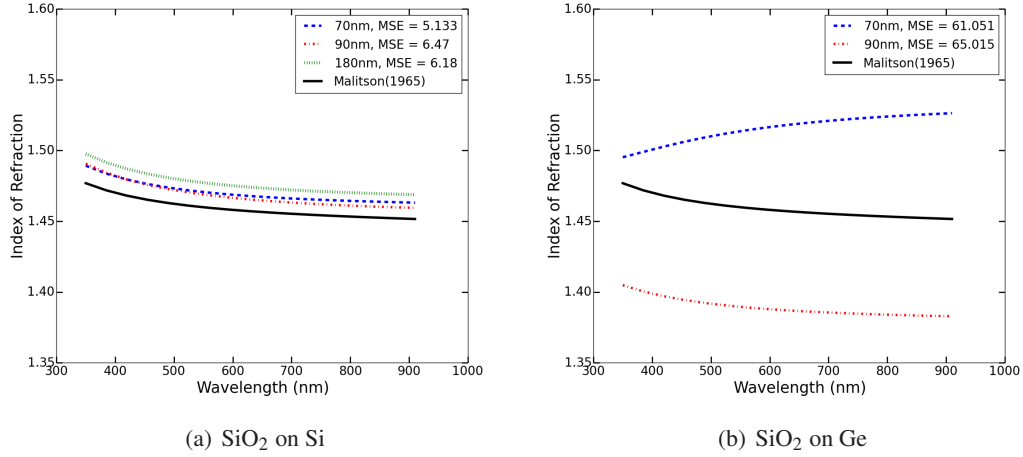 1.60
1.55
1.50
1.45
1.40
1.35
Index of Refraction
70nm, MSE = 5.133
90nm, MSE = 6.47
180nm, MSE = 6.18
Malitson(1965)
300 400 500 600 700 800 900 1000
Wavelength (nm)
(a) SiO₂ on Si
1.60
1.55
1.50
1.45
1.40
1.35
Index of Refraction
70nm, MSE = 61.051
90nm, MSE = 65.015
Malitson(1965)
300 400 500 600 700 800 900 1000
Wavelength (nm)
(b) SiO₂ on Ge